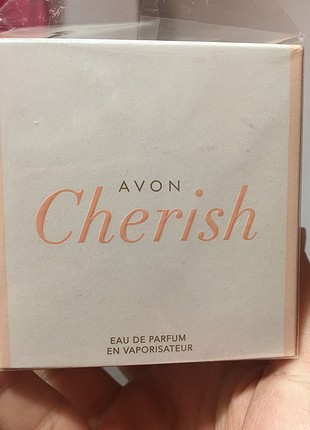 AVON
Cherish
EAU DE PARFUM
EN VAPORISATEUR